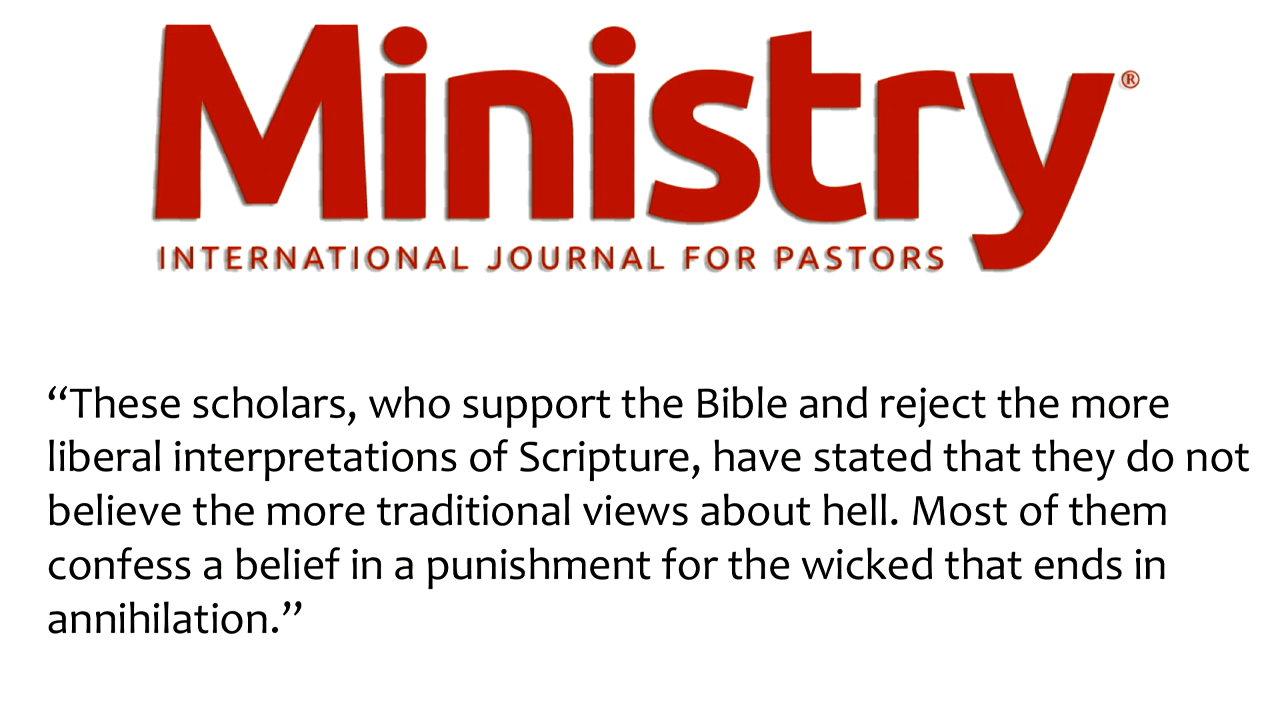 Ministry®
INTERNATIONAL JOURNAL FOR PASTORS
“These scholars, who support the Bible and reject the more
liberal interpretations of Scripture, have stated that they do not
believe the more traditional views about hell. Most of them
confess a belief in a punishment for the wicked that ends in
annihilation.”